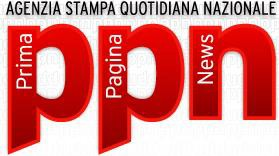 AGENZIA STAMPA QUOTIDIANA NAZIONALE
ppn
Prima
Pagina
News